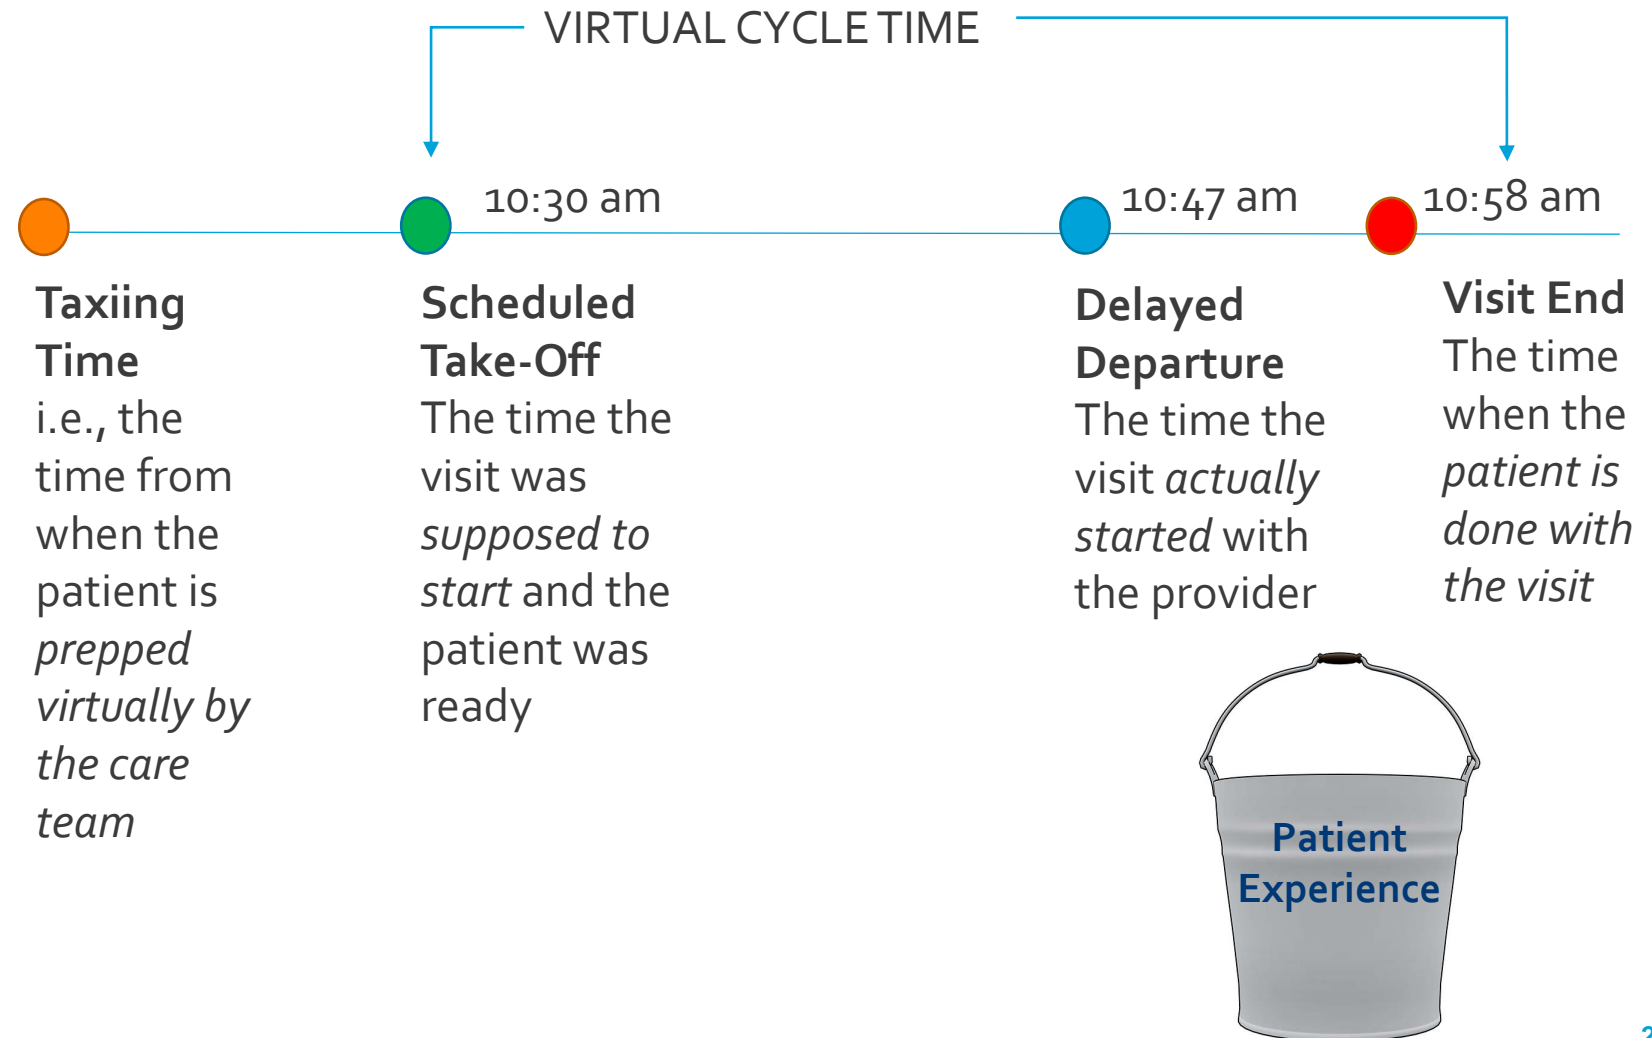 VIRTUAL CYCLE TIME
10:30 am
10:47 am
10:58 am
Taxiing
Time
i.e., the
time from
when the
patient is
prepped
virtually by
the care
team
Scheduled
Take-Off
The time the
visit was
supposed to
start and the
patient was
ready
Delayed
Departure
The time the
visit actually
started with
the provider
Visit End
The time
when the
patient is
done with
the visit
Patient
Experience